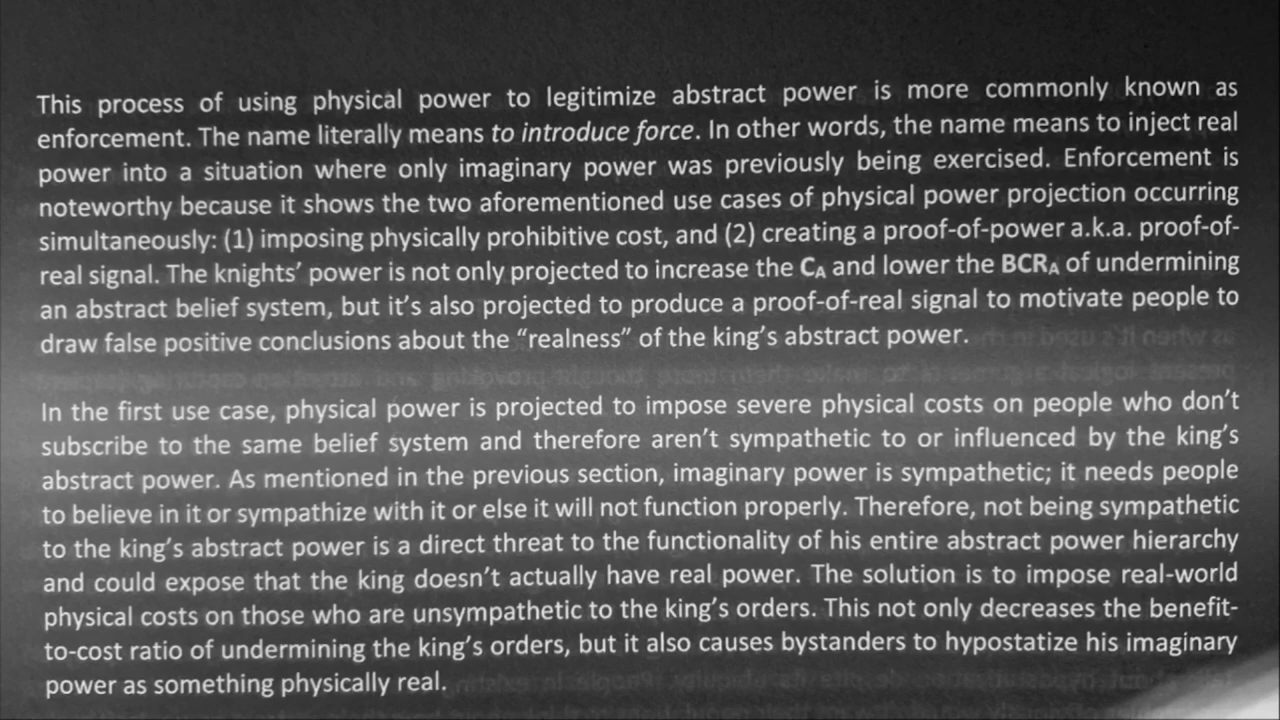 This process of using physical power to legitimize abstract power is more commonly known as
enforcement. The name literally means to introduce force. In other words, the name means to inject real
power into a situation where only imaginary power was previously being exercised. Enforcement is
noteworthy because it shows the two aforementioned use cases of physical power projection occurring
simultaneously: (1) imposing physically prohibitive cost, and (2) creating a proof-of-power a.k.a. proof-of-
real signal. The knights’ power is not only projected to increase the CA and lower the BCRA of undermining
an abstract belief system, but it’s also projected to produce a proof-of-real signal to motivate people to
draw false positive conclusions about the “realness” of the king’s abstract power.
In the first use case, physical power is projected to impose severe physical costs on people who don’t
subscribe to the same belief system and therefore aren’t sympathetic to or influenced by the king’s
abstract power. As mentioned in the previous section, imaginary power is sympathetic; it needs people
to believe in it or sympathize with it or else it will not function properly. Therefore, not being sympathetic
to the king’s abstract power is a direct threat to the functionality of his entire abstract power hierarchy
and could expose that the king doesn’t actually have real power. The solution is to impose real-world
physical costs on those who are unsympathetic to the king’s orders. This not only decreases the benefit-
to-cost ratio of undermining the king’s orders, but it also causes bystanders to hypostatize his imaginary
power as something physically real.